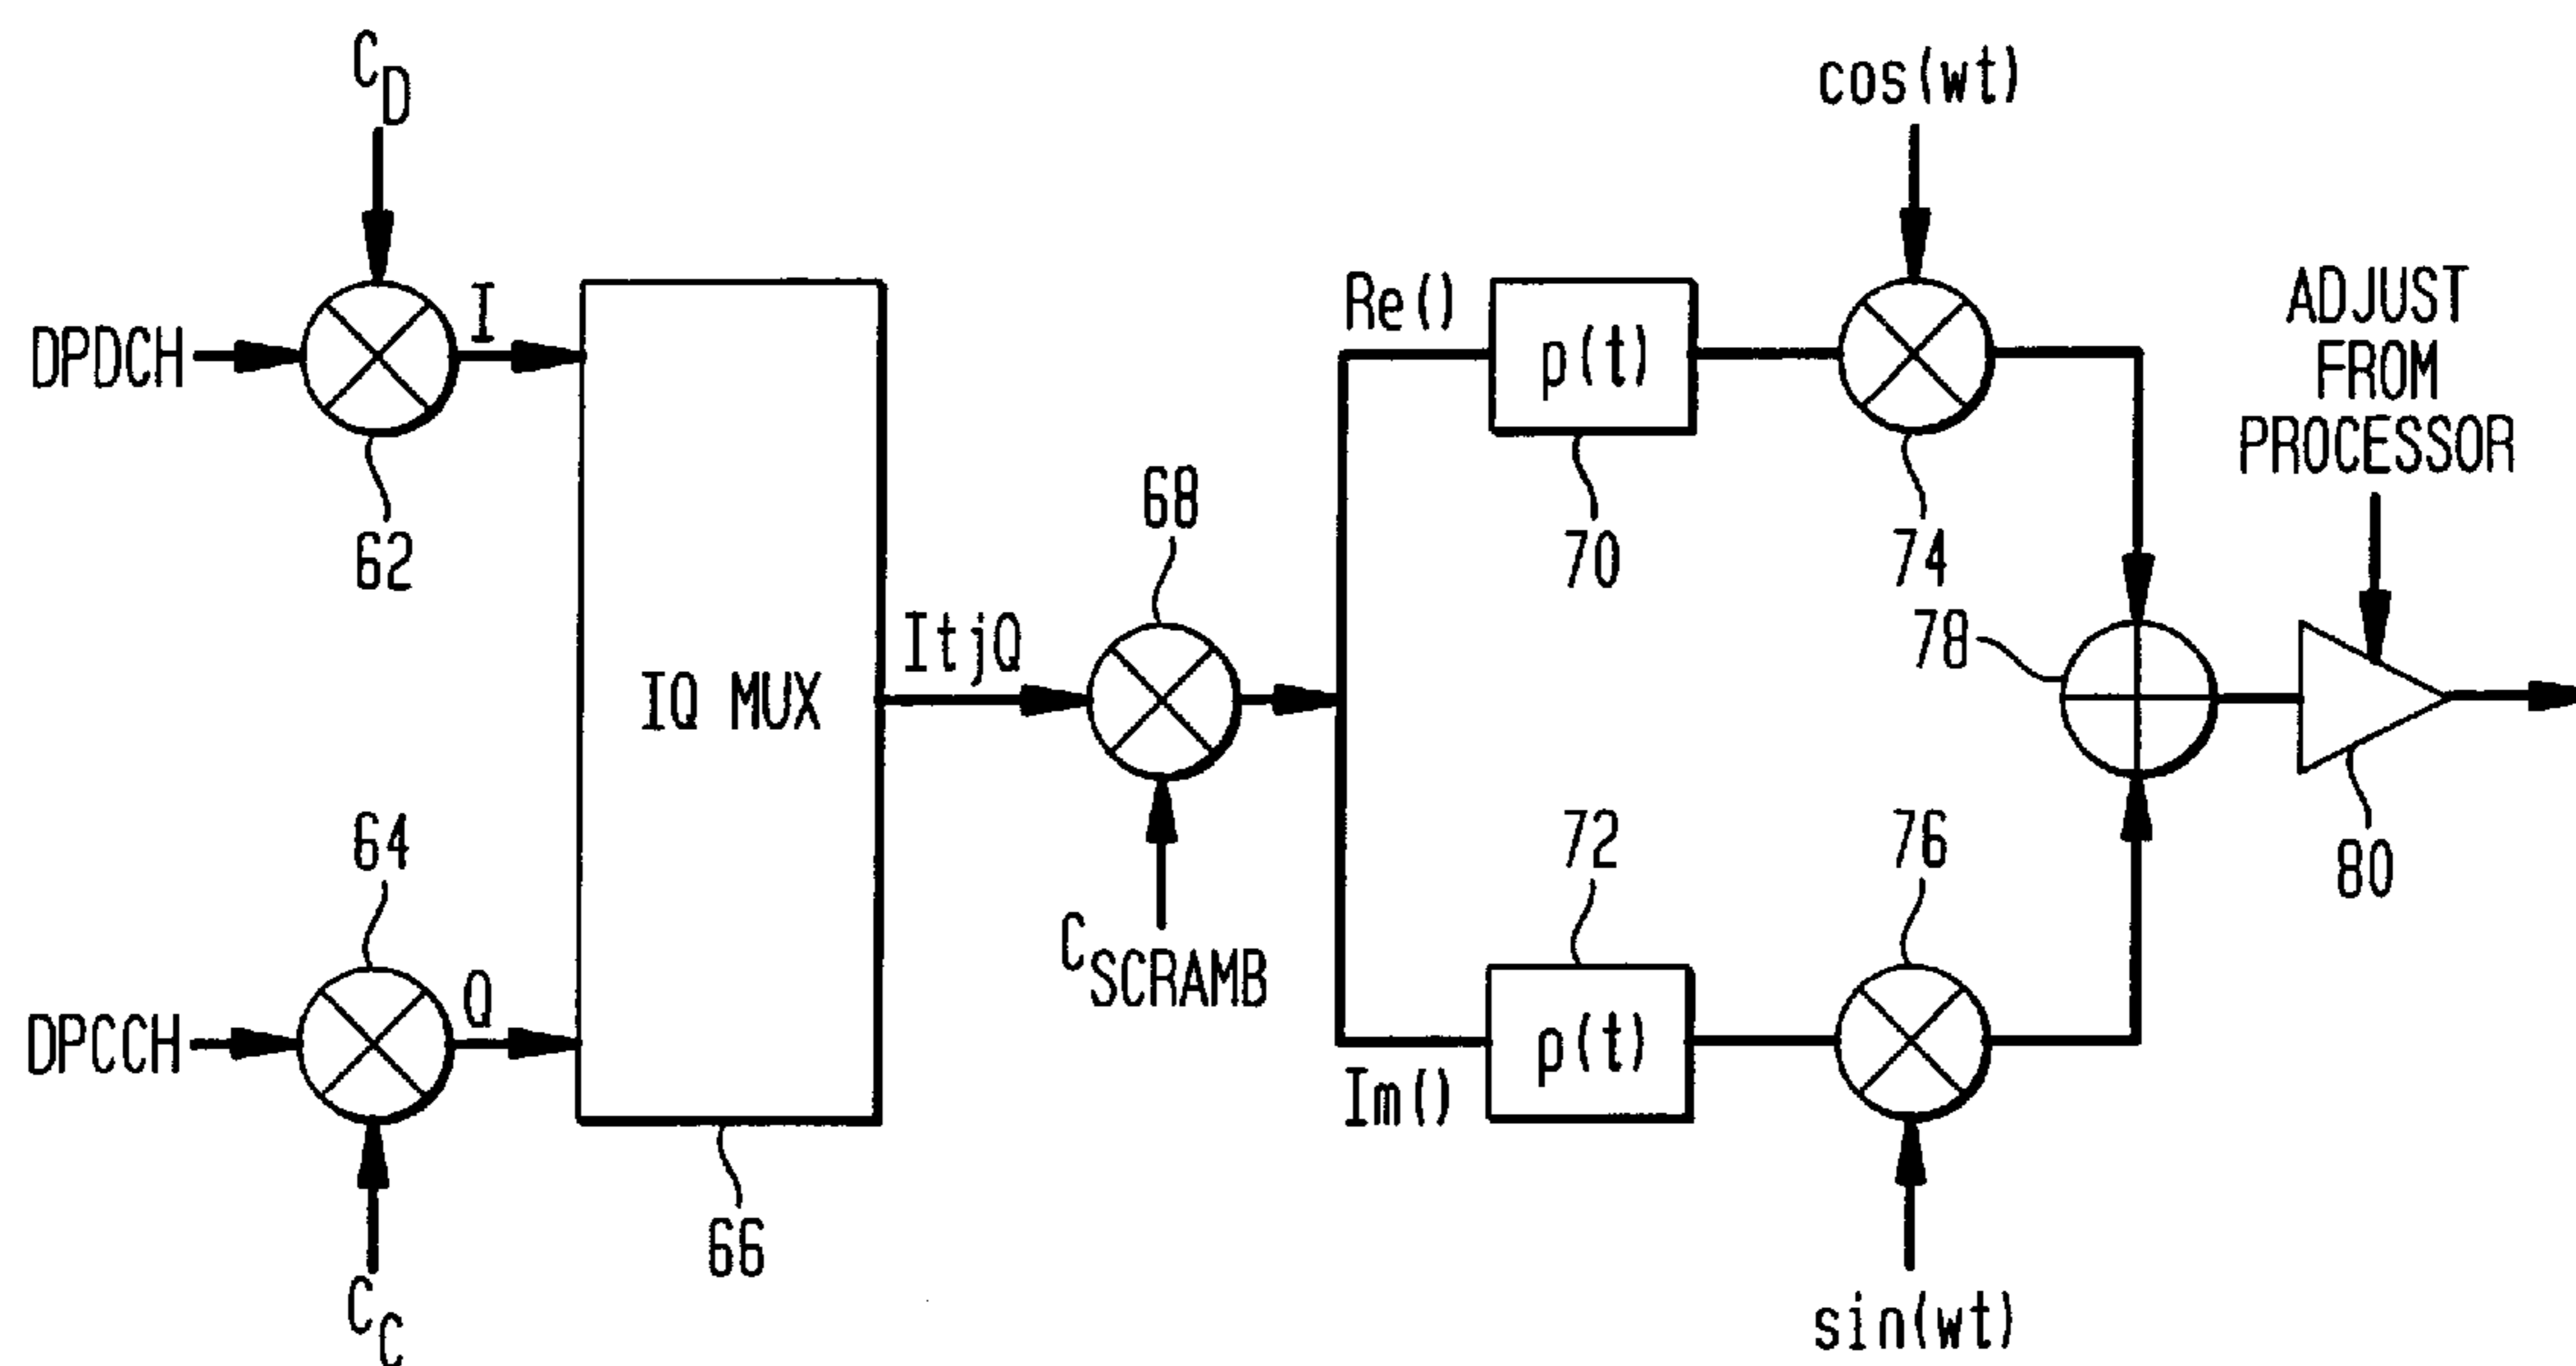 C_D
cos(wt)
ADJUST
FROM
PROCESSOR
DPDCH
I
Re()
p(t)
62
70
74
68
78
IQ MUX
ItjQ
80
64
72
76
C_SCRAMB
DPCCH
Q
p(t)
Im()
66
C_C
sin(wt)